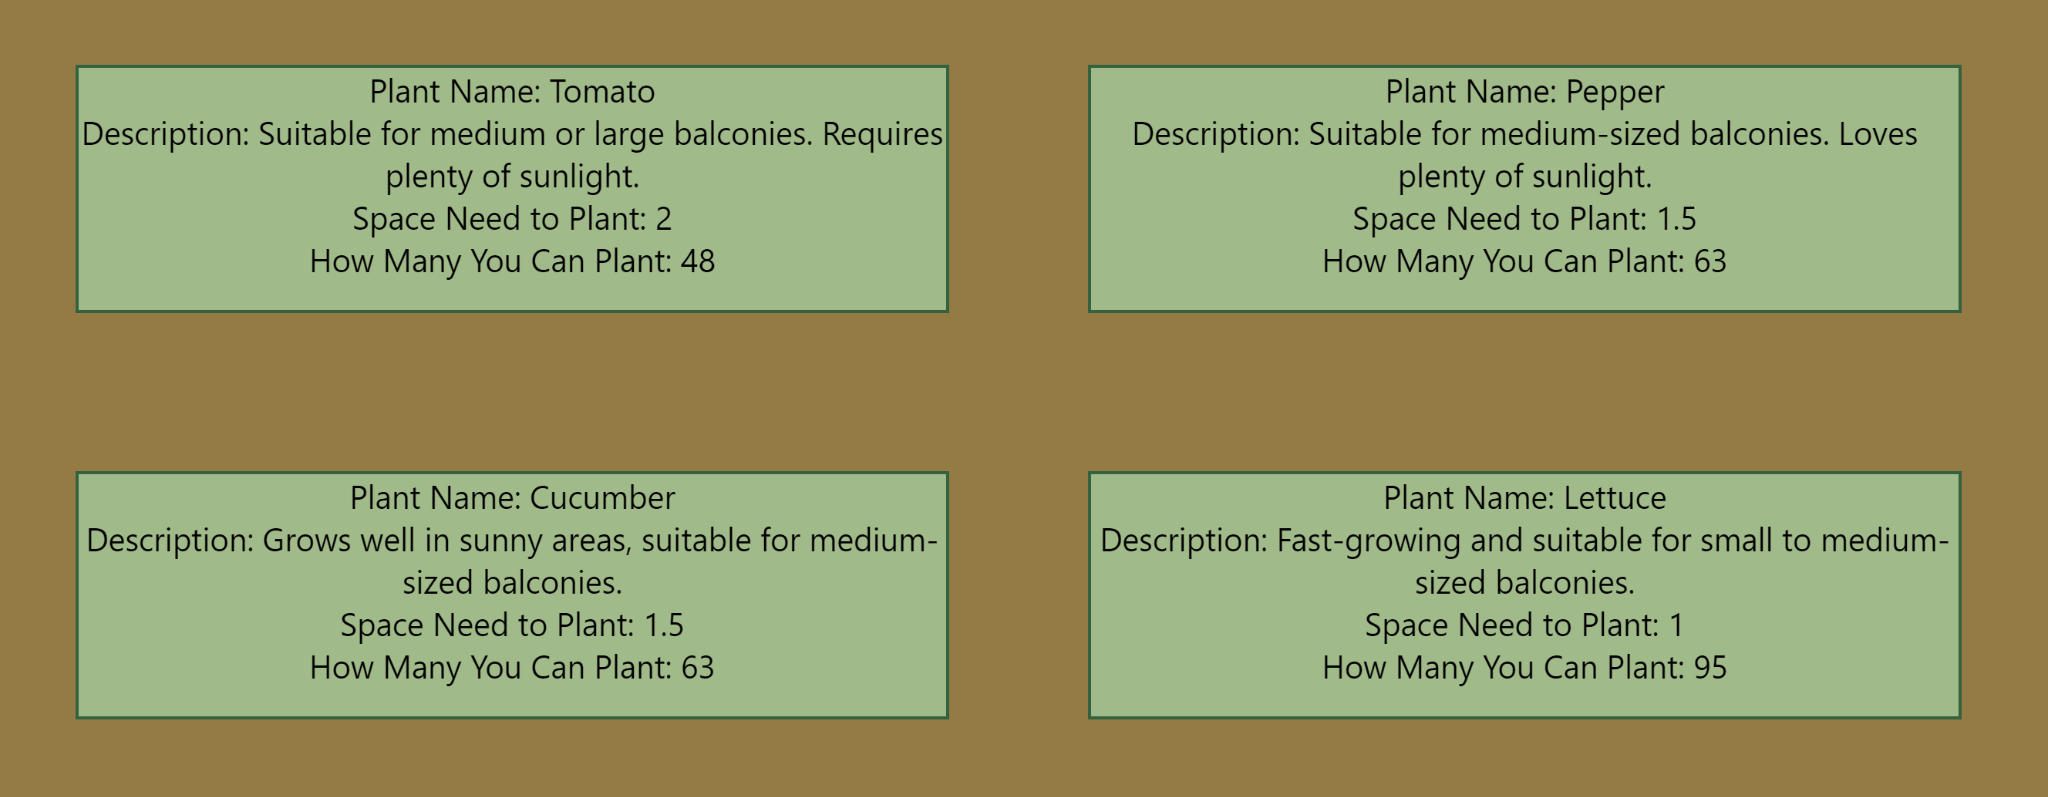 Plant Name: Tomato
Description: Suitable for medium or large balconies. Requires
plenty of sunlight.
Space Need to Plant: 2
How Many You Can Plant: 48
Plant Name: Pepper
Description: Suitable for medium-sized balconies. Loves
plenty of sunlight.
Space Need to Plant: 1.5
How Many You Can Plant: 63
Plant Name: Cucumber
Description: Grows well in sunny areas, suitable for medium-
sized balconies.
Space Need to Plant: 1.5
How Many You Can Plant: 63
Plant Name: Lettuce
Description: Fast-growing and suitable for small to medium-
sized balconies.
Space Need to Plant: 1
How Many You Can Plant: 95